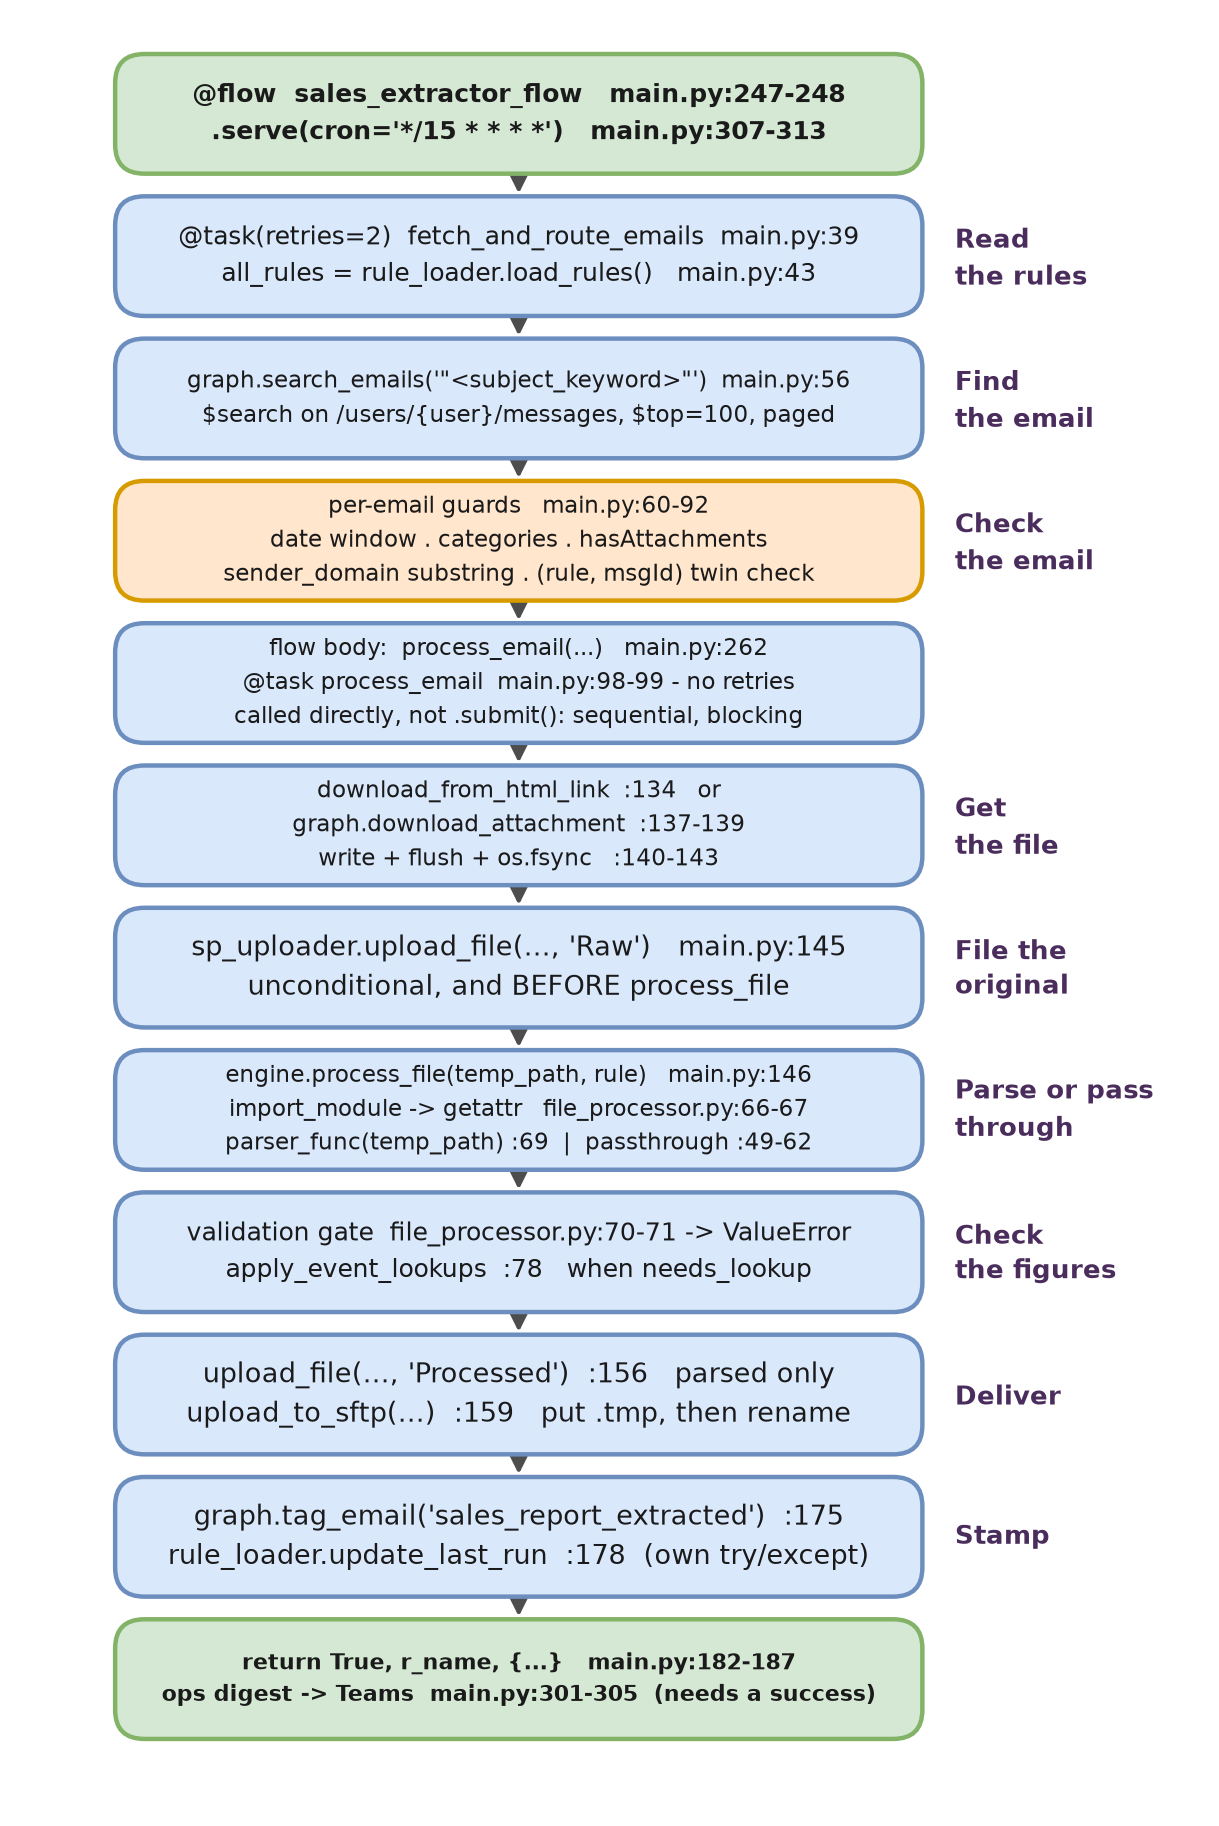 @flow sales_extractor_flow main.py:247-248
.serve(cron='*/15 * * * *') main.py:307-313
@task(retries=2) fetch_and_route_emails main.py:39
all_rules = rule_loader.load_rules() main.py:43
Read
the rules
graph.search_emails('"<subject_keyword>"') main.py:56
$search on /users/{user}/messages, $top=100, paged
Find
the email
per-email guards main.py:60-92
date window . categories . hasAttachments
sender_domain substring . (rule, msgId) twin check
Check
the email
flow body: process_email(...) main.py:262
@task process_email main.py:98-99 - no retries
called directly, not .submit(): sequential, blocking
download_from_html_link :134 or
graph.download_attachment :137-139
write + flush + os.fsync :140-143
Get
the file
sp_uploader.upload_file(..., 'Raw') main.py:145
unconditional, and BEFORE process_file
File the
original
engine.process_file(temp_path, rule) main.py:146
import_module -> getattr file_processor.py:66-67
parser_func(temp_path) :69 | passthrough :49-62
Parse or pass
through
validation gate file_processor.py:70-71 -> ValueError
apply_event_lookups :78 when needs_lookup
Check
the figures
upload_file(..., 'Processed') :156 parsed only
upload_to_sftp(...) :159 put .tmp, then rename
Deliver
graph.tag_email('sales_report_extracted') :175
rule_loader.update_last_run :178 (own try/except)
Stamp
return True, r_name, {...} main.py:182-187
ops digest -> Teams main.py:301-305 (needs a success)